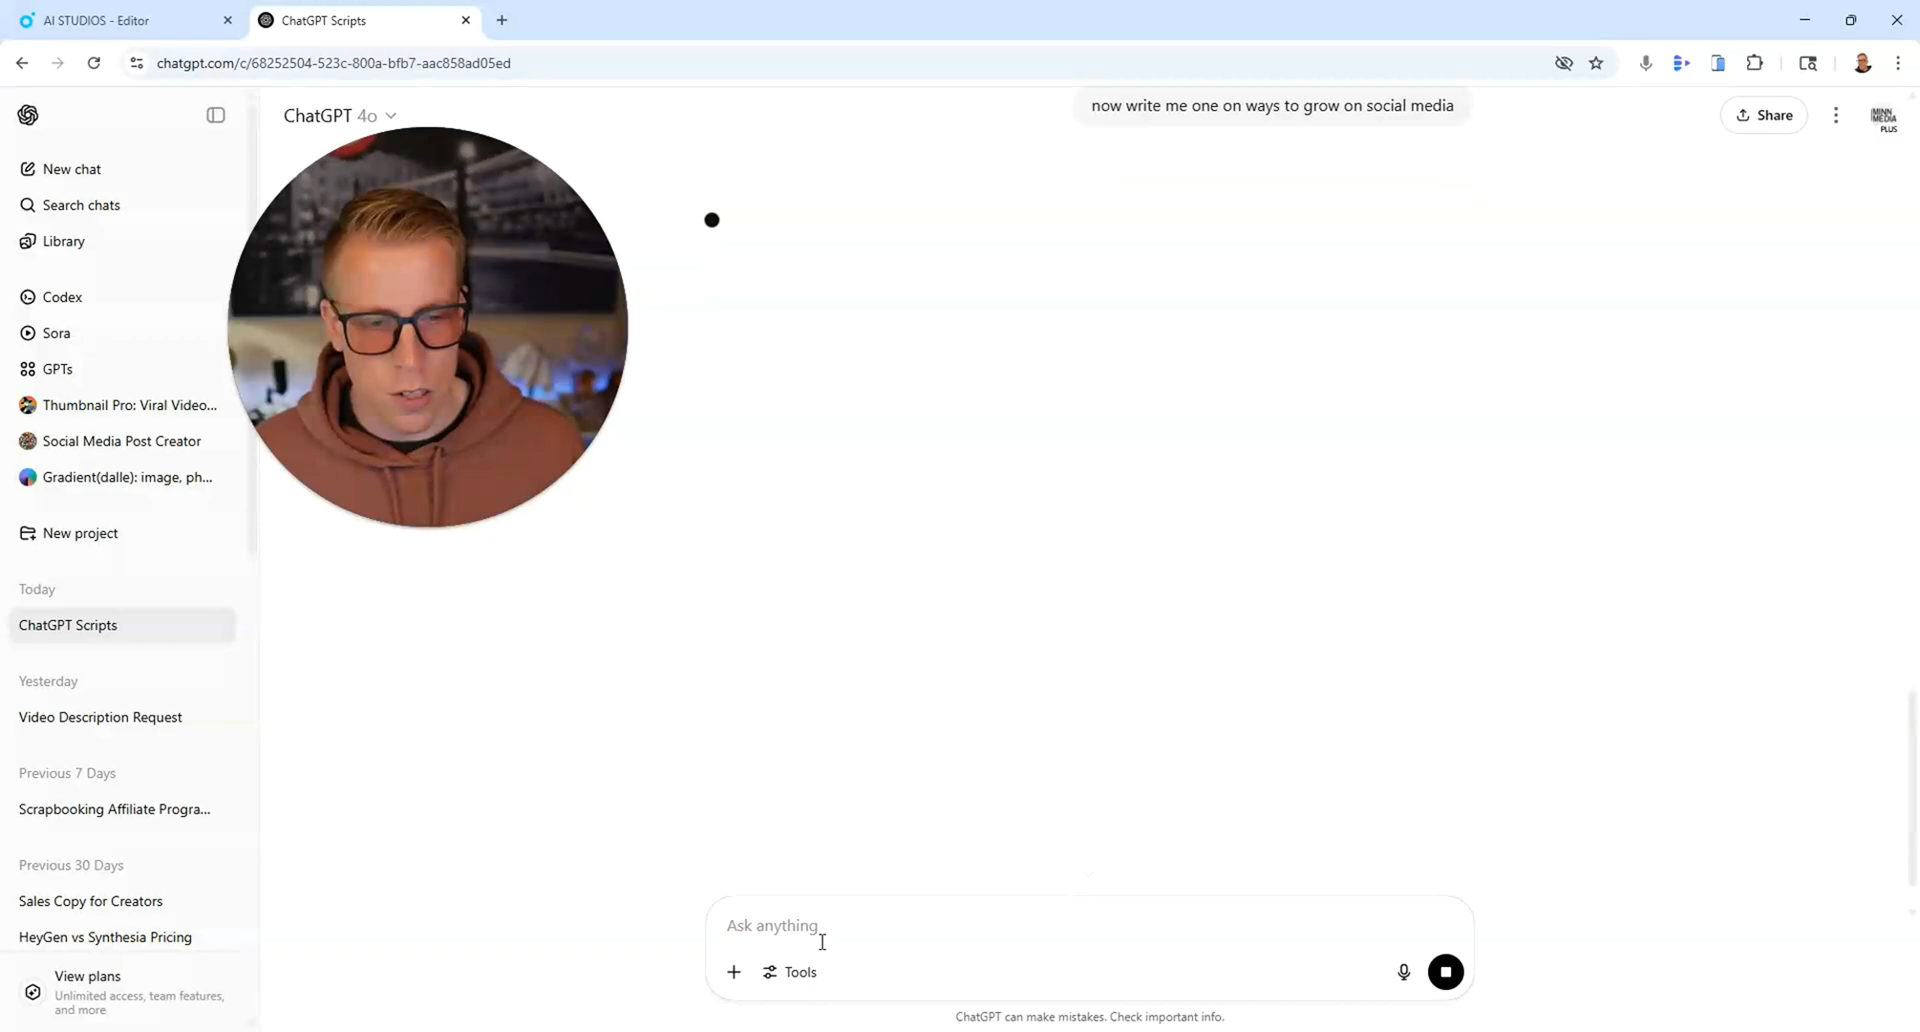 AI STUDIOS - Editor
ChatGPT Scripts
chatgpt.com/c/68252504-523c-800a-bfb7-aac858ad05ed
ChatGPT 4o
now write me one on ways to grow on social media
Share
MINN
MEDIA
PLUS
New chat
Search chats
Library
Codex
Sora
GPTs
Thumbnail Pro: Viral Video...
Social Media Post Creator
Gradient(dalle): image, ph...
New project
Today
ChatGPT Scripts
Yesterday
Video Description Request
Previous 7 Days
Scrapbooking Affiliate Progra...
Previous 30 Days
Sales Copy for Creators
HeyGen vs Synthesia Pricing
View plans
Unlimited access, team features,
and more
Ask anything
Tools
ChatGPT can make mistakes. Check important info.